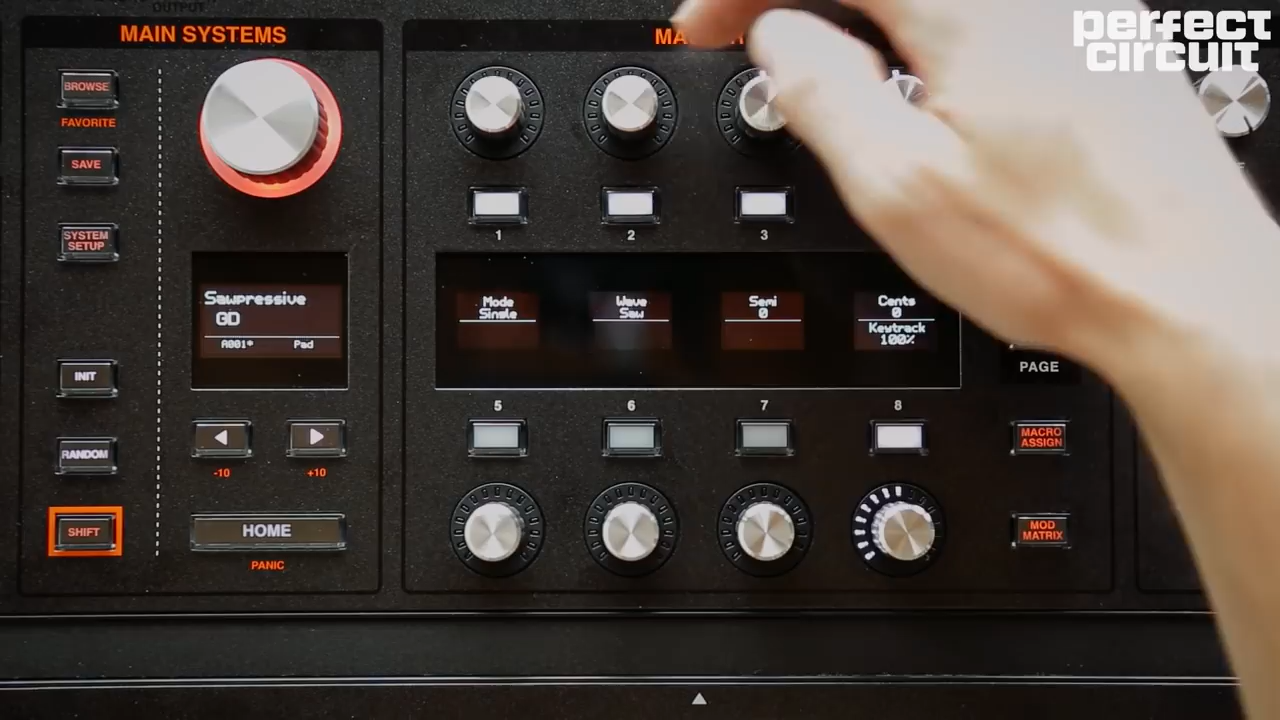 OUTPUT
MAIN SYSTEMS
perfect
circuit
BROWSE
FAVORITE
SAVE
SYSTEM
SETUP
1
2
3
Sawpressive
GD
A001*
Pad
Mode
Single
Wave
Saw
Semi
0
Cents
0
Keytrack
100%
INIT
PAGE
5
6
7
8
RANDOM
-10
+10
MACRO
ASSIGN
SHIFT
HOME
MOD
MATRIX
PANIC